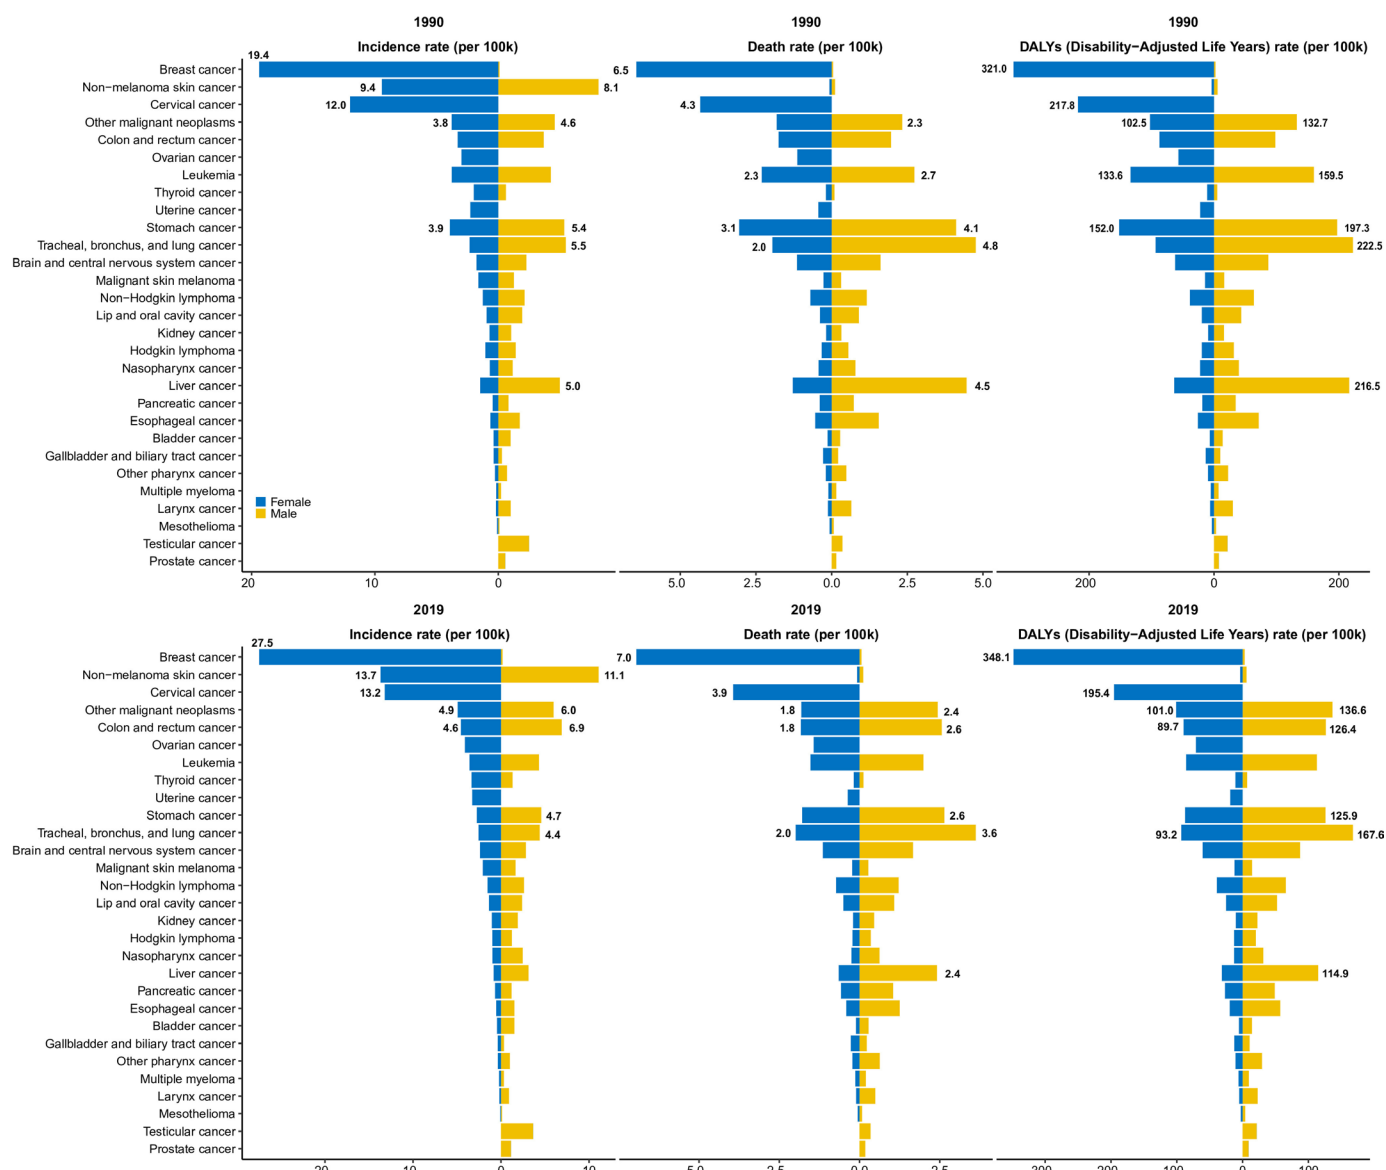 1990
Incidence rate (per 100k)
1990
Death rate (per 100k)
1990
DALYs (Disability−Adjusted Life Years) rate (per 100k)
Breast cancer 19.4 6.5 321.0
Non−melanoma skin cancer 9.4 8.1
Cervical cancer 12.0 4.3 217.8
Other malignant neoplasms 3.8 4.6 2.3 102.5 132.7
Colon and rectum cancer
Ovarian cancer
Leukemia 2.3 2.7 133.6 159.5
Thyroid cancer
Uterine cancer
Stomach cancer 3.9 5.4 3.1 4.1 152.0 197.3
Tracheal, bronchus, and lung cancer 5.5 2.0 4.8 222.5
Brain and central nervous system cancer
Malignant skin melanoma
Non−Hodgkin lymphoma
Lip and oral cavity cancer
Kidney cancer
Hodgkin lymphoma
Nasopharynx cancer
Liver cancer 5.0 4.5 216.5
Pancreatic cancer
Esophageal cancer
Bladder cancer
Gallbladder and biliary tract cancer
Other pharynx cancer
Multiple myeloma
Larynx cancer
Mesothelioma
Testicular cancer
Prostate cancer
Female
Male
20 10 0
5.0 2.5 0.0 2.5 5.0
200 0 200
2019
Incidence rate (per 100k)
2019
Death rate (per 100k)
2019
DALYs (Disability−Adjusted Life Years) rate (per 100k)
Breast cancer 27.5 7.0 348.1
Non−melanoma skin cancer 13.7 11.1
Cervical cancer 13.2 3.9 195.4
Other malignant neoplasms 4.9 6.0 1.8 2.4 101.0 136.6
Colon and rectum cancer 4.6 6.9 1.8 2.6 89.7 126.4
Ovarian cancer
Leukemia
Thyroid cancer
Uterine cancer
Stomach cancer 4.7 2.6 125.9
Tracheal, bronchus, and lung cancer 4.4 2.0 3.6 93.2 167.6
Brain and central nervous system cancer
Malignant skin melanoma
Non−Hodgkin lymphoma
Lip and oral cavity cancer
Kidney cancer
Hodgkin lymphoma
Nasopharynx cancer
Liver cancer 2.4 114.9
Pancreatic cancer
Esophageal cancer
Bladder cancer
Gallbladder and biliary tract cancer
Other pharynx cancer
Multiple myeloma
Larynx cancer
Mesothelioma
Testicular cancer
Prostate cancer
20 10 0 10
5.0 2.5 0.0 2.5
300 200 100 0 100